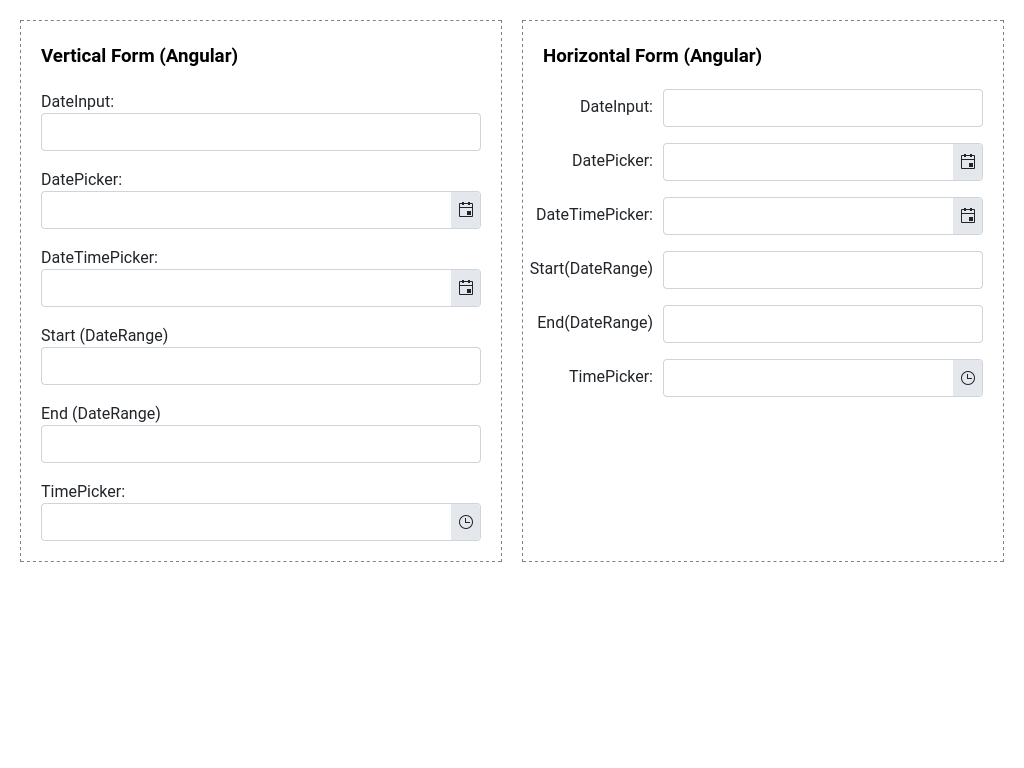 Vertical Form (Angular)
DateInput:
DatePicker:
DateTimePicker:
Start (DateRange)
End (DateRange)
TimePicker:
Horizontal Form (Angular)
DateInput:
DatePicker:
DateTimePicker:
Start(DateRange)
End(DateRange)
TimePicker: